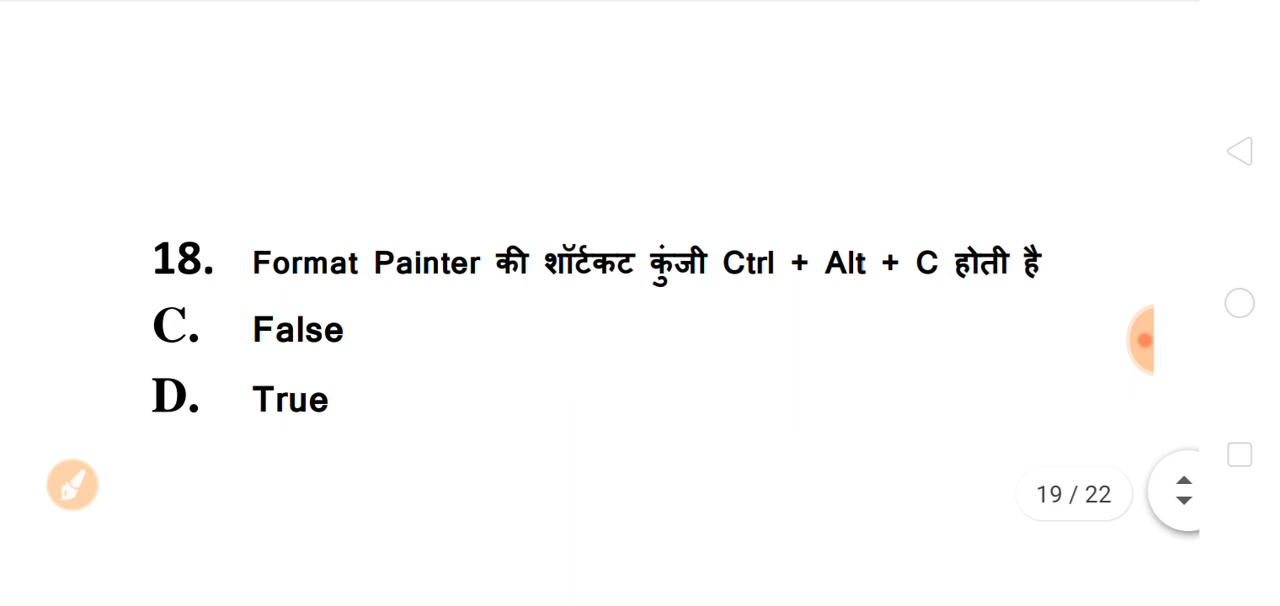 18. Format Painter की शॉर्टकट कुंजी Ctrl + Alt + C होती है
C. False
D. True
19 / 22